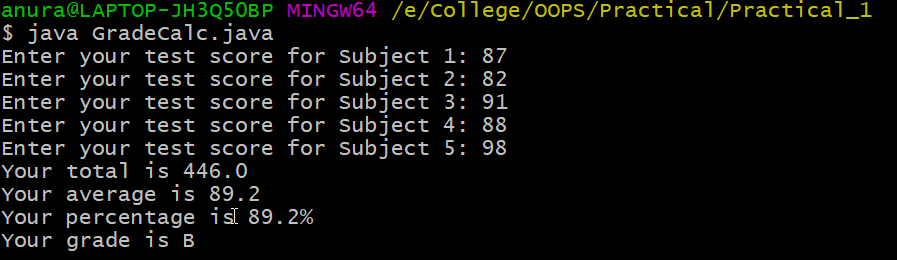 anura@LAPTOP-JH3Q5OBP MINGW64 /e/College/OOPS/Practical/Practical_1
$ java GradeCalc.java
Enter your test score for Subject 1: 87
Enter your test score for Subject 2: 82
Enter your test score for Subject 3: 91
Enter your test score for Subject 4: 88
Enter your test score for Subject 5: 98
Your total is 446.0
Your average is 89.2
Your percentage is 89.2%
Your grade is B